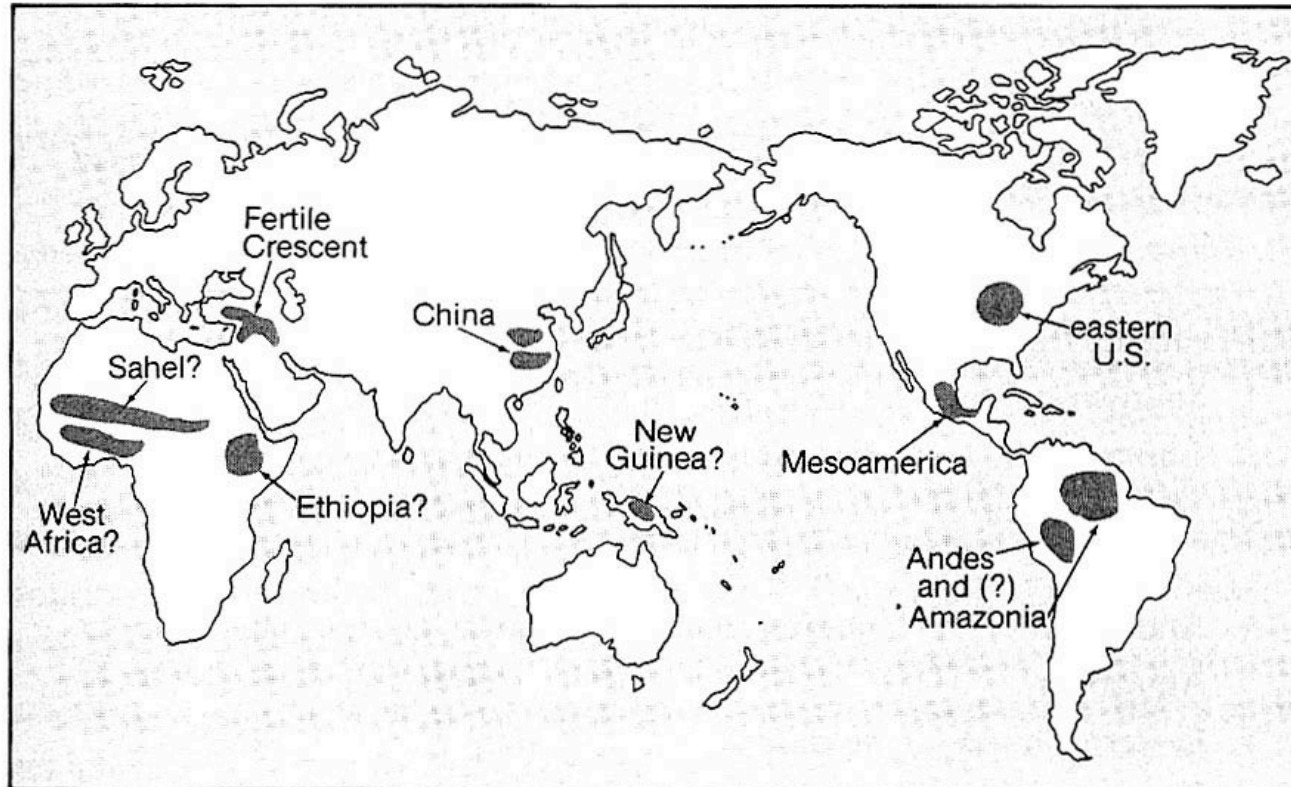 Fertile
Crescent
China
Sahel?
eastern
U.S.
New
Guinea?
Mesoamerica
Ethiopia?
West
Africa?
Andes
and (?)
Amazonia